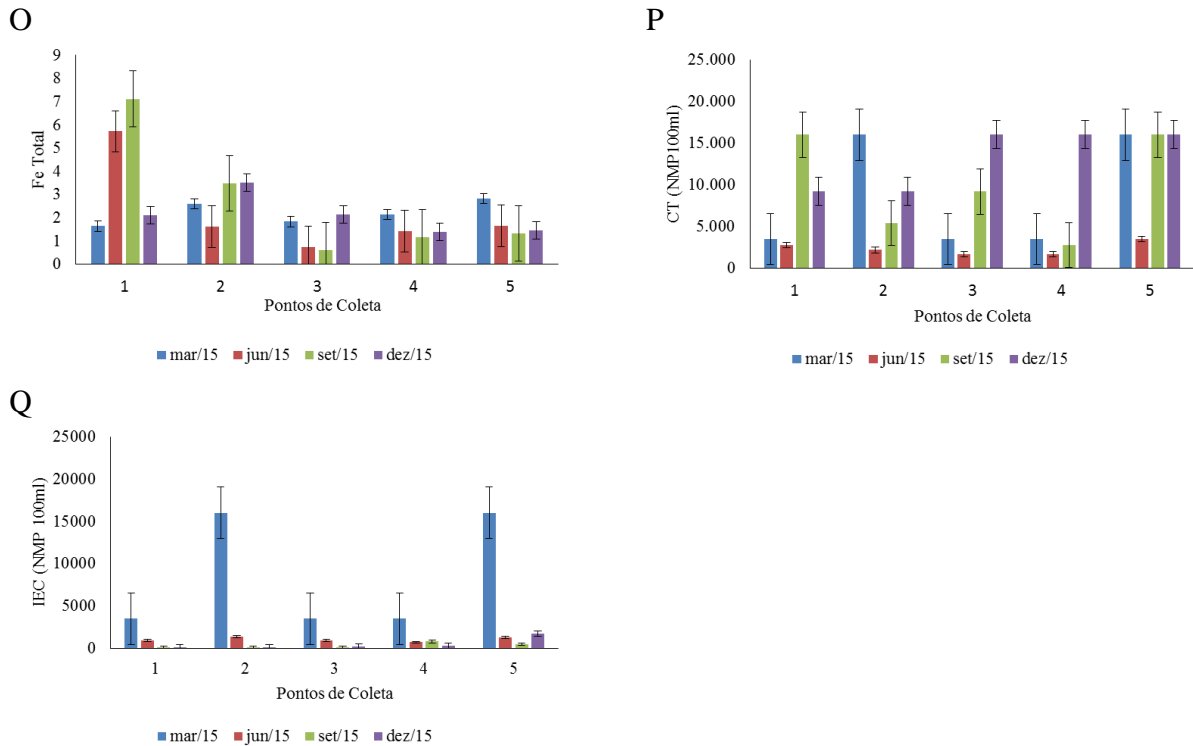 O
9
8
7
6
5
4
3
2
1
0
Fe Total
1 2 3 4 5
Pontos de Coleta
mar/15 jun/15 set/15 dez/15
P
25.000
20.000
15.000
10.000
5.000
0
CT (NMP100ml)
1 2 3 4 5
Pontos de Coleta
mar/15 jun/15 set/15 dez/15
Q
25000
20000
15000
10000
5000
0
IEC (NMP 100ml)
1 2 3 4 5
Pontos de Coleta
mar/15 jun/15 set/15 dez/15